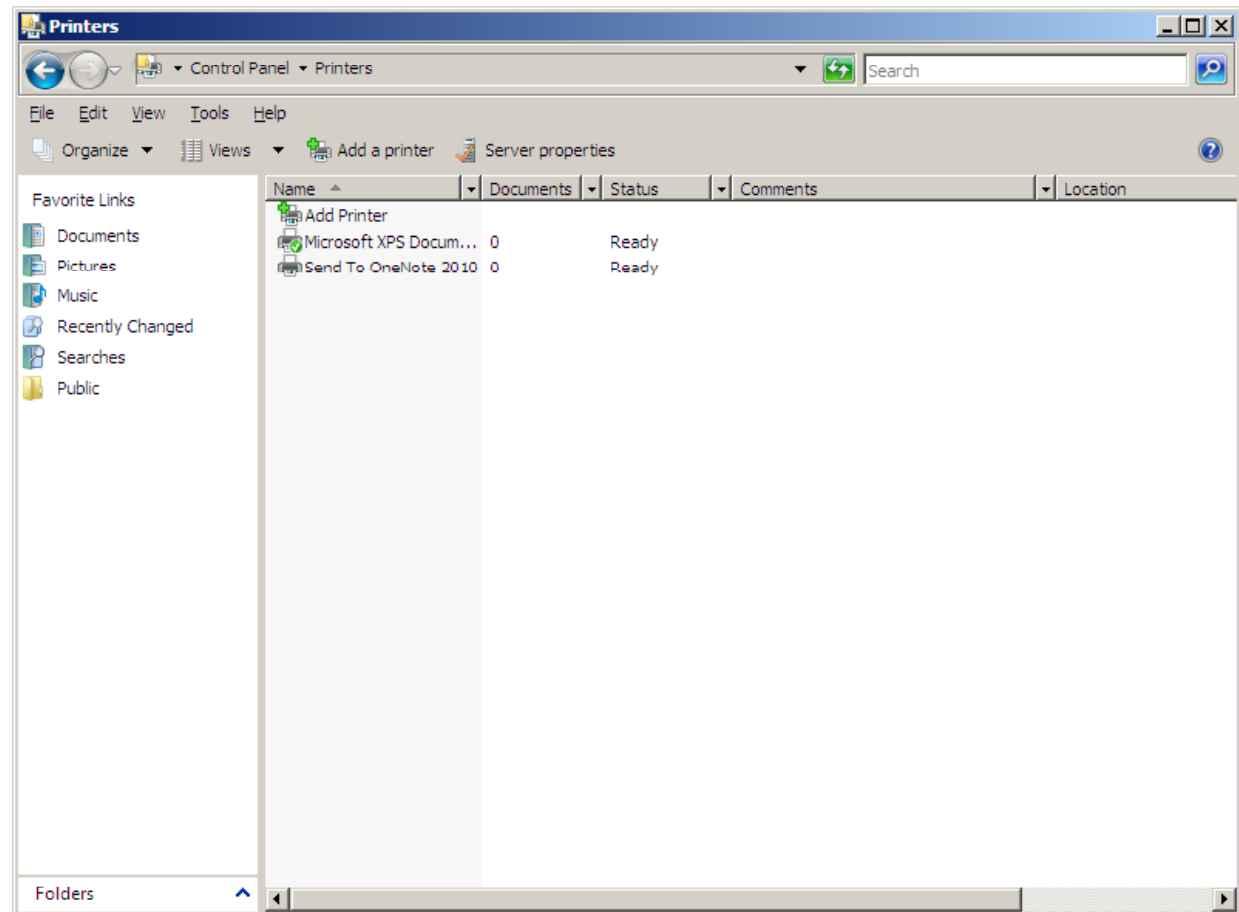 Printers
Control Panel Printers Search
File Edit View Tools Help
Organize Views Add a printer Server properties
Favorite Links
Documents
Pictures
Music
Recently Changed
Searches
Public
Folders
Name Documents Status Comments Location
Add Printer
Microsoft XPS Docum... 0 Ready
Send To OneNote 2010 0 Ready